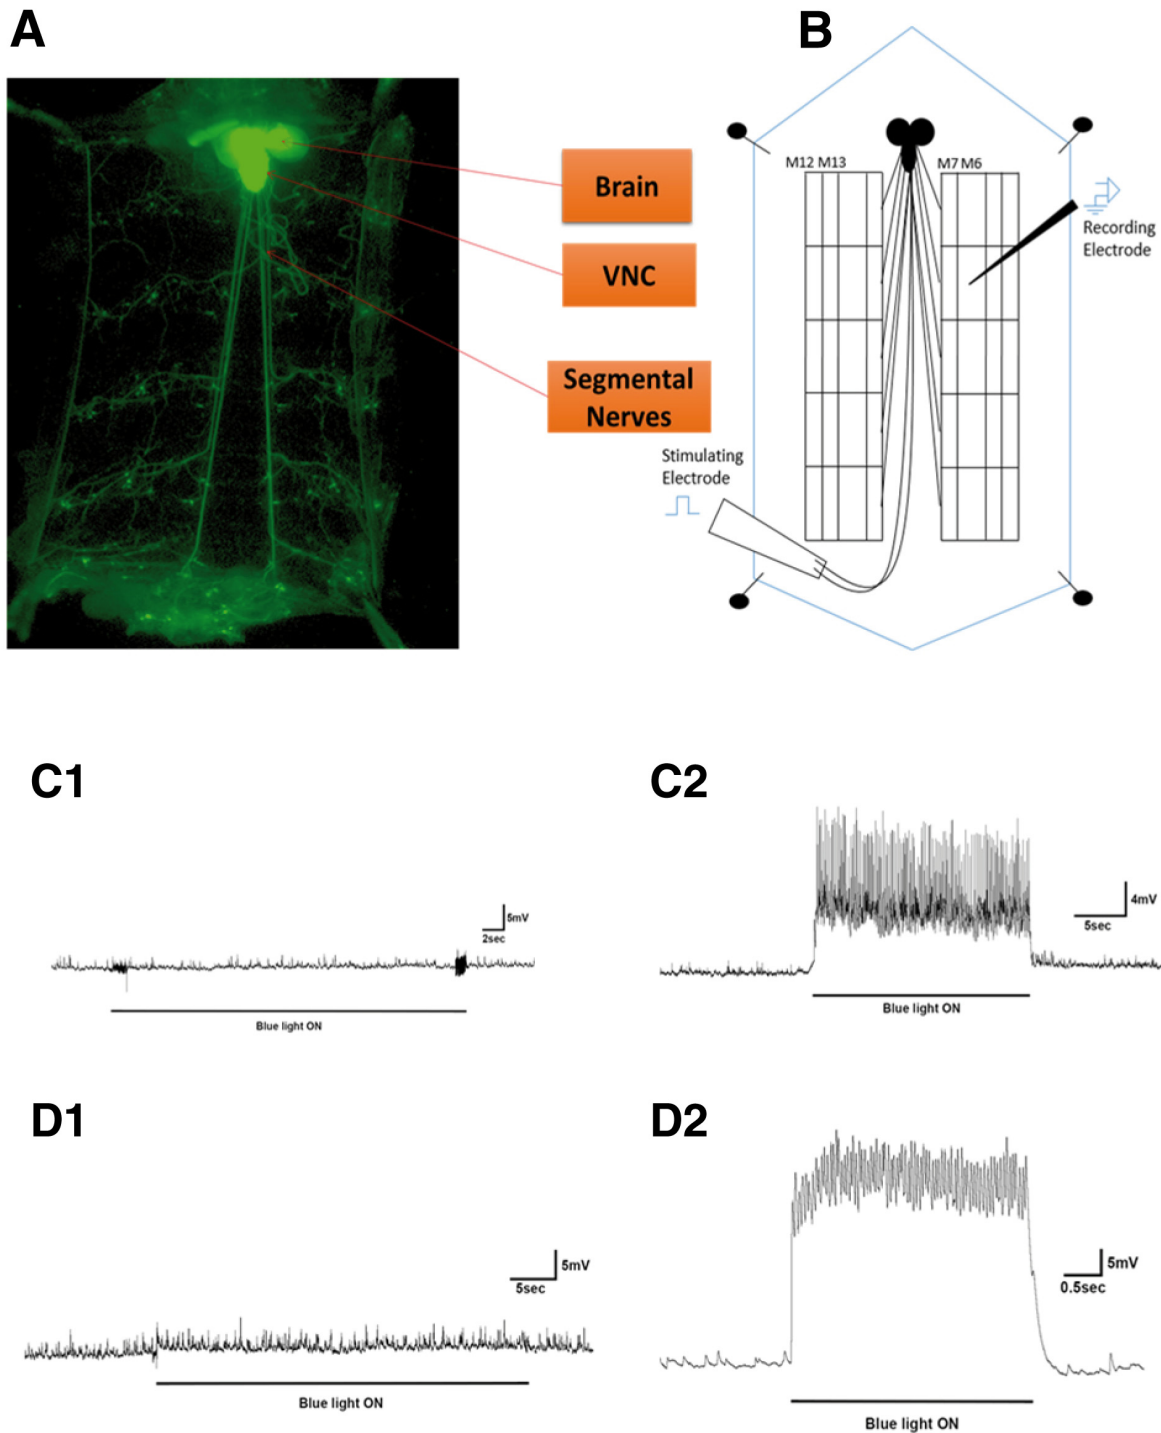 A
B
Brain
VNC
Segmental
Nerves
M12 M13
M7 M6
Recording
Electrode
Stimulating
Electrode
C1
5mV
2sec
Blue light ON
C2
4mV
5sec
Blue light ON
D1
5mV
5sec
Blue light ON
D2
5mV
0.5sec
Blue light ON